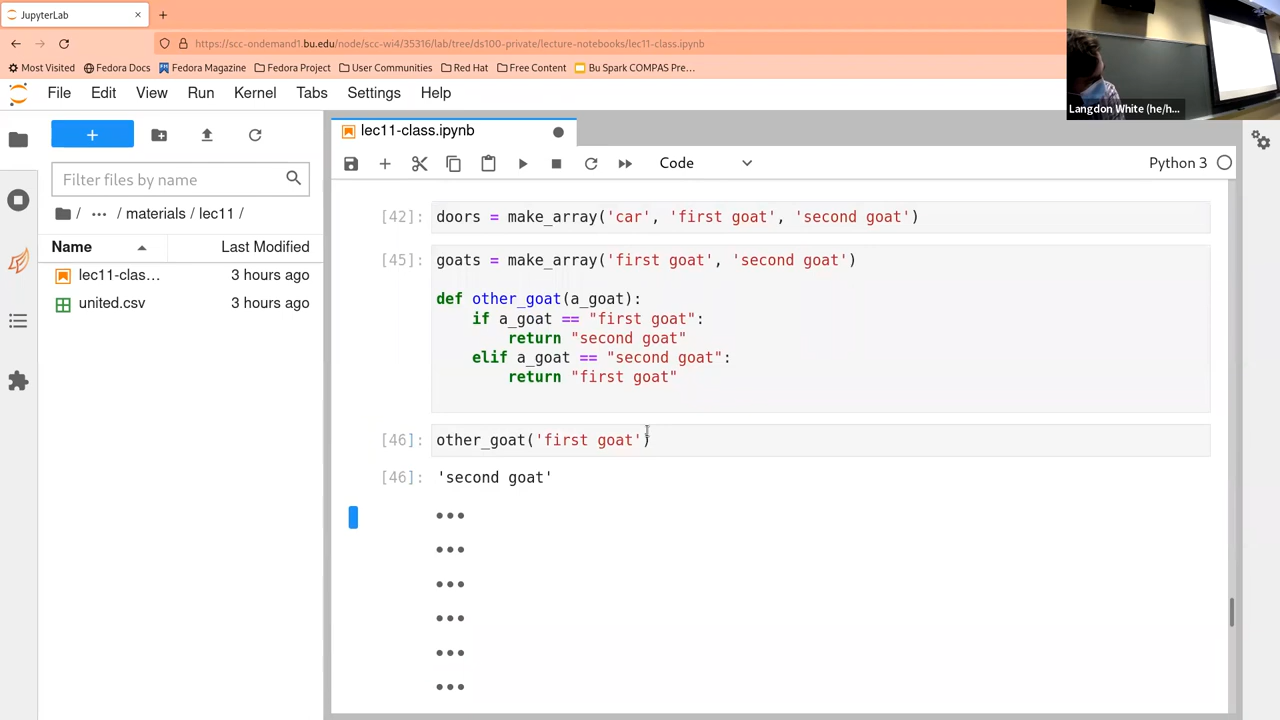 JupyterLab
https://scc-ondemand1.bu.edu/node/scc-wi4/35316/lab/tree/ds100-private/lecture-notebooks/lec11-class.ipynb
Most Visited Fedora Docs Fedora Magazine Fedora Project User Communities Red Hat Free Content Bu Spark COMPAS Pre…
Langdon White (he/h...
File Edit View Run Kernel Tabs Settings Help
lec11-class.ipynb
Filter files by name
Code
Python 3
/ ··· / materials / lec11 /
Name Last Modified
lec11-clas… 3 hours ago
united.csv 3 hours ago
[42]: doors = make_array('car', 'first goat', 'second goat')
[45]: goats = make_array('first goat', 'second goat')
def other_goat(a_goat):
    if a_goat == "first goat":
        return "second goat"
    elif a_goat == "second goat":
        return "first goat"
[46]: other_goat('first goat')
[46]: 'second goat'